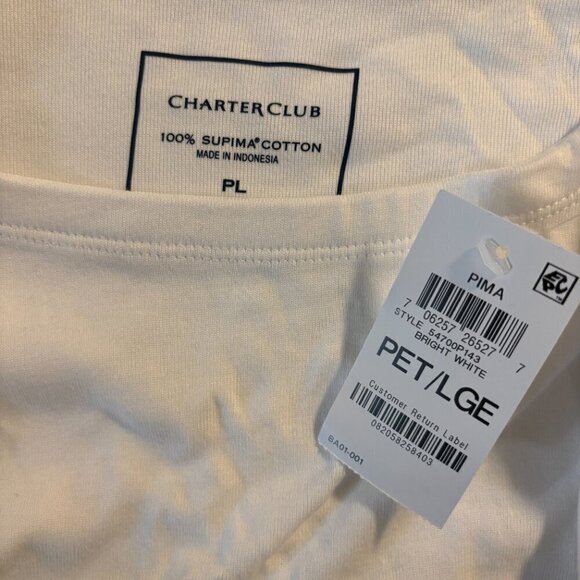 CHARTER CLUB
100% SUPIMA® COTTON
MADE IN INDONESIA
PL
PIMA
7 06257 26527 7
STYLE 54700P143
BRIGHT WHITE
PET/LGE
Customer Return Label
082058258403
BA01-001